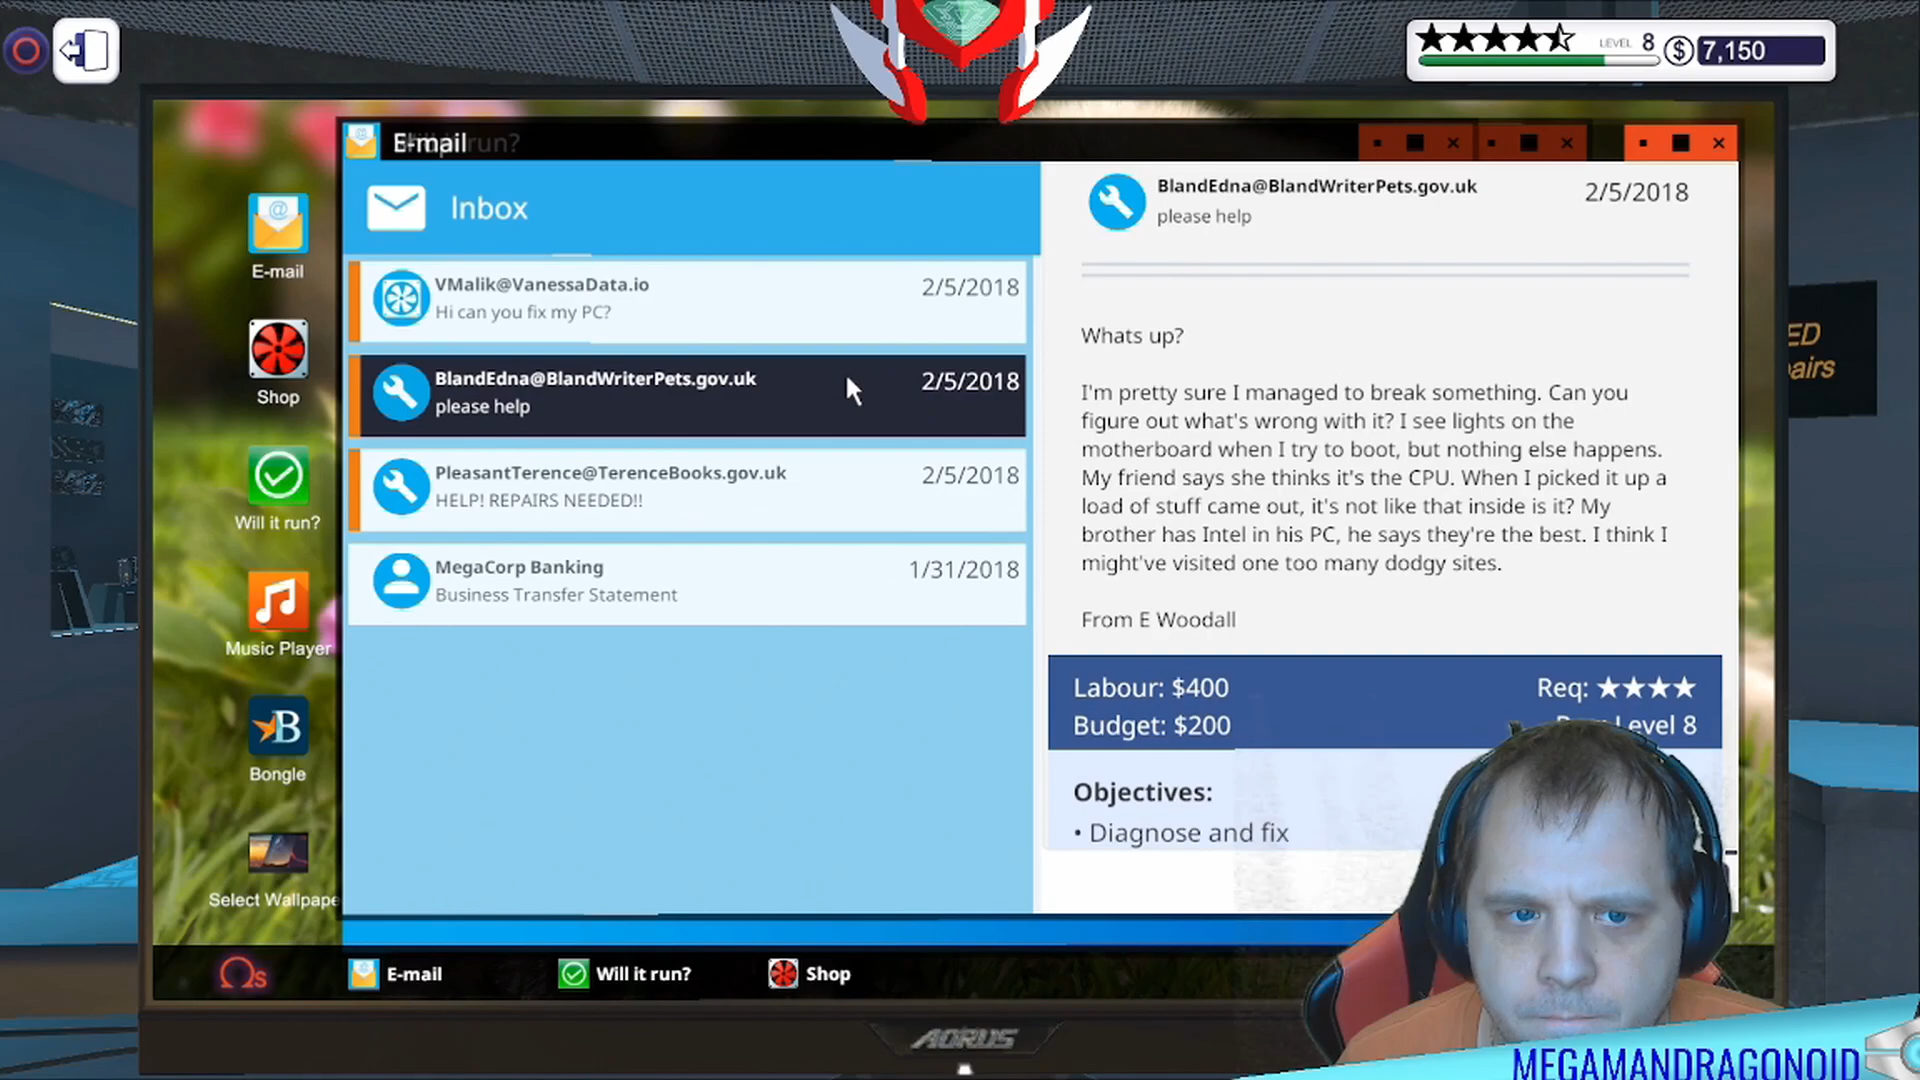 LEVEL 8
$ 7,150
E-mail
Inbox
VMalik@VanessaData.io
2/5/2018
Hi can you fix my PC?
BlandEdna@BlandWriterPets.gov.uk
2/5/2018
please help
PleasantTerence@TerenceBooks.gov.uk
2/5/2018
HELP! REPAIRS NEEDED!!
MegaCorp Banking
1/31/2018
Business Transfer Statement
BlandEdna@BlandWriterPets.gov.uk
2/5/2018
please help
Whats up?
I'm pretty sure I managed to break something. Can you
figure out what's wrong with it? I see lights on the
motherboard when I try to boot, but nothing else happens.
My friend says she thinks it's the CPU. When I picked it up a
load of stuff came out, it's not like that inside is it? My
brother has Intel in his PC, he says they're the best. I think I
might've visited one too many dodgy sites.
From E Woodall
Labour: $400
Req: ★★★★
Budget: $200
Level 8
Objectives:
• Diagnose and fix
E-mail
Shop
Will it run?
Music Player
B
Bongle
Select Wallpape
E-mail
Will it run?
Shop
AORUS
MEGAMANDRAGONOID